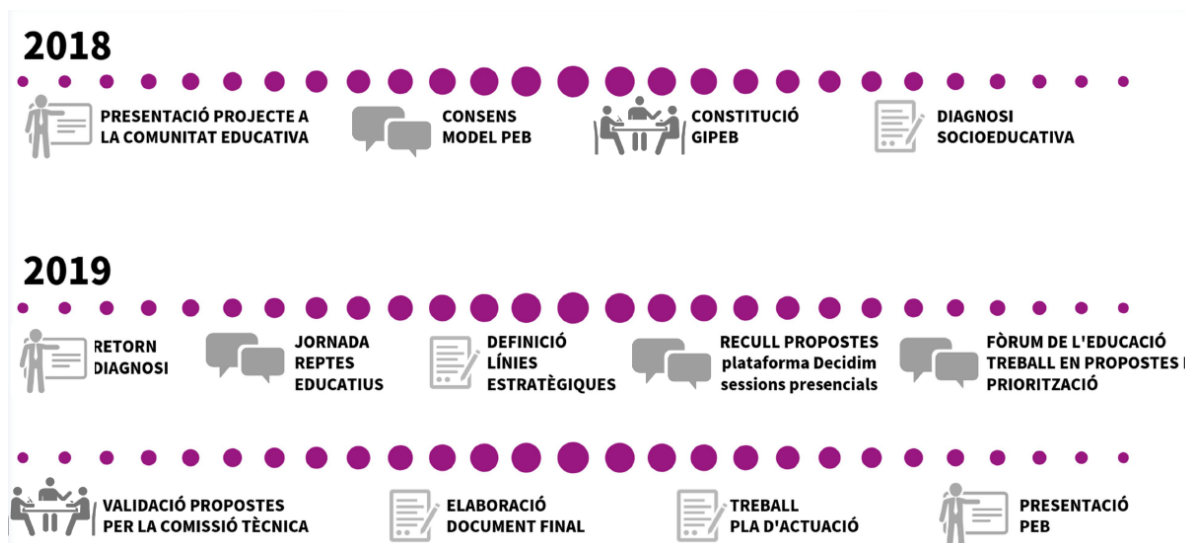 2018
PRESENTACIÓ PROJECTE A
LA COMUNITAT EDUCATIVA
CONSENS
MODEL PEB
CONSTITUCIÓ
GIPEB
DIAGNOSI
SOCIOEDUCATIVA
2019
RETORN
DIAGNOSI
JORNADA
REPTES
EDUCATIUS
DEFINICIÓ
LÍNIES
ESTRATÈGIQUES
RECULL PROPOSTES
plataforma Decidim
sessions presencials
FÒRUM DE L'EDUCACIÓ
TREBALL EN PROPOSTES I
PRIORITZACIÓ
VALIDACIÓ PROPOSTES
PER LA COMISSIÓ TÈCNICA
ELABORACIÓ
DOCUMENT FINAL
TREBALL
PLA D'ACTUACIÓ
PRESENTACIÓ
PEB